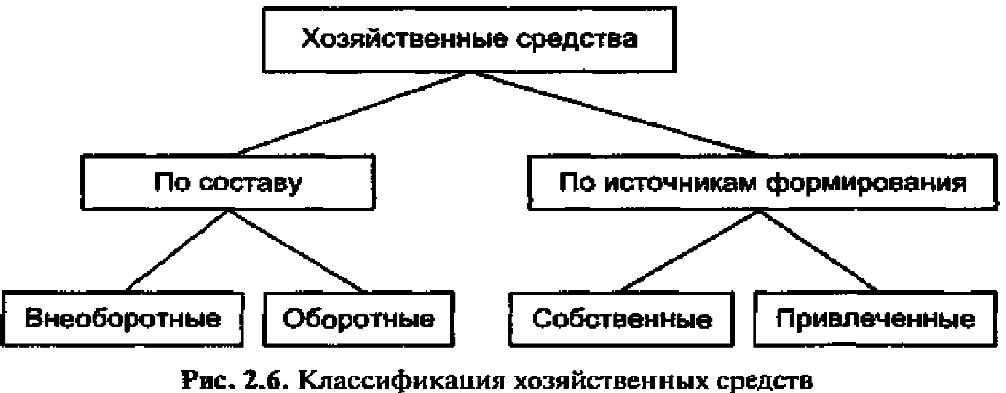 Хозяйственные средства
По составу
По источникам формирования
Внеоборотные
Оборотные
Собственные
Привлеченные
Рис. 2.6. Классификация хозяйственных средств